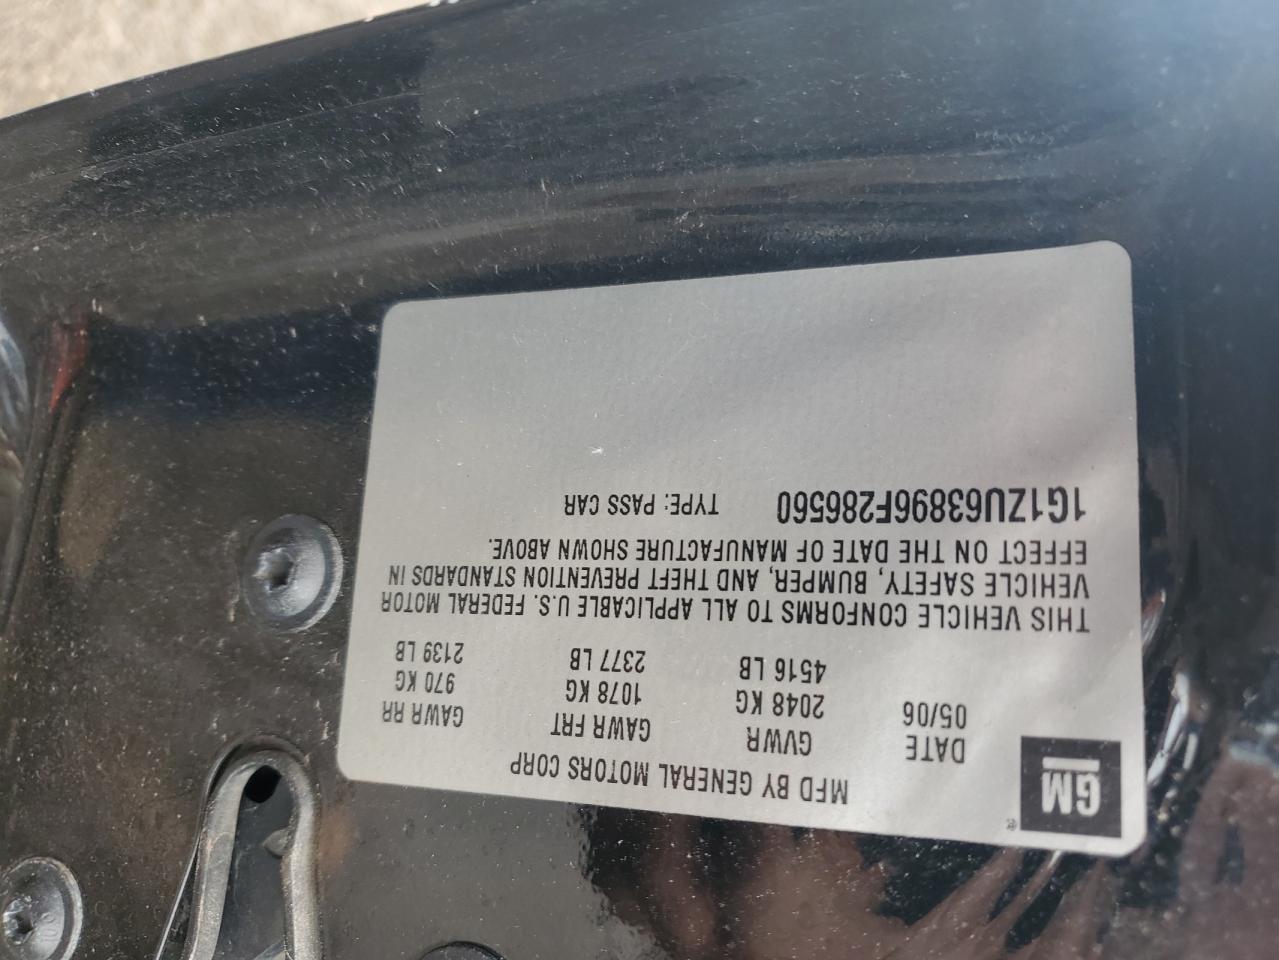 GM
MFD BY GENERAL MOTORS CORP
DATE GVWR GAWR FRT GAWR RR
05/06 2048 KG 1078 KG 970 KG
4516 LB 2377 LB 2139 LB
THIS VEHICLE CONFORMS TO ALL APPLICABLE U.S. FEDERAL MOTOR
VEHICLE SAFETY, BUMPER, AND THEFT PREVENTION STANDARDS IN
EFFECT ON THE DATE OF MANUFACTURE SHOWN ABOVE.
1G1ZU63896F286560 TYPE: PASS CAR